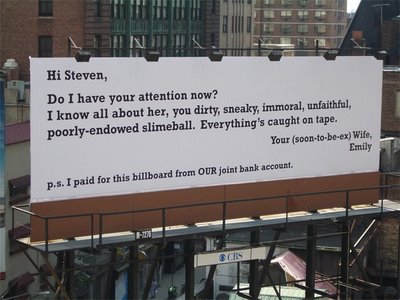 Hi Steven,
Do I have your attention now?
I know all about her, you dirty, sneaky, immoral, unfaithful,
poorly-endowed slimeball. Everything's caught on tape.
Your (soon-to-be-ex) Wife,
Emily
p.s. I paid for this billboard from OUR joint bank account.
CBS